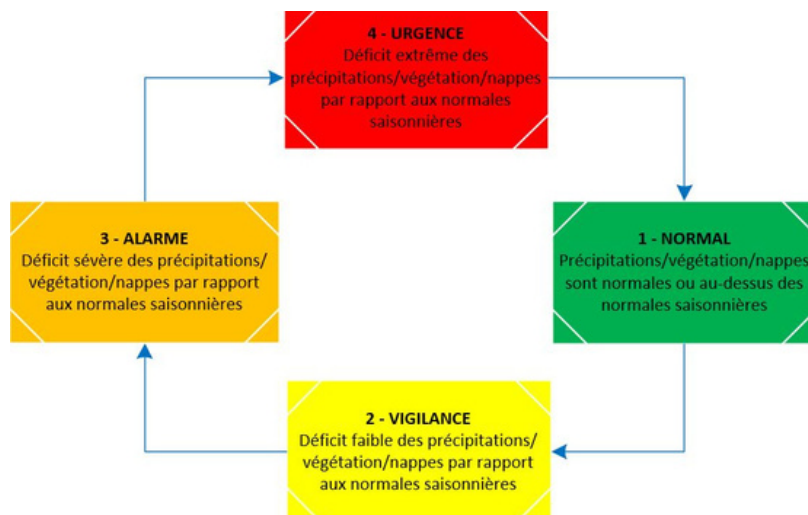 4 - URGENCE
Déficit extrême des
précipitations/végétation/nappes
par rapport aux normales
saisonnières
3 - ALARME
Déficit sévère des précipitations/
végétation/nappes par rapport
aux normales saisonnières
1 - NORMAL
Précipitations/végétation/nappes
sont normales ou au-dessus des
normales saisonnières
2 - VIGILANCE
Déficit faible des précipitations/
végétation/nappes par rapport
aux normales saisonnières